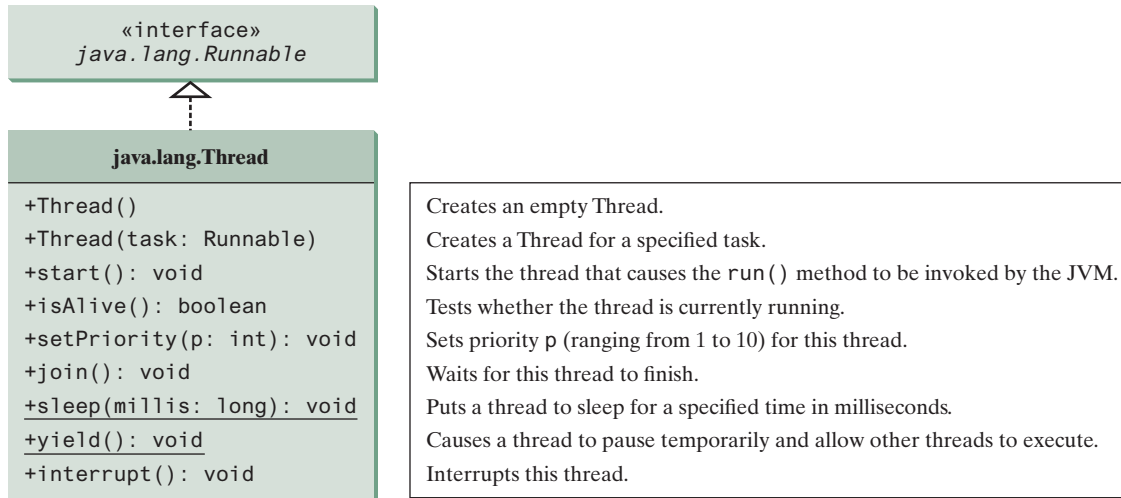 «interface»
java.lang.Runnable
java.lang.Thread
+Thread()
+Thread(task: Runnable)
+start(): void
+isAlive(): boolean
+setPriority(p: int): void
+join(): void
+sleep(millis: long): void
+yield(): void
+interrupt(): void
Creates an empty Thread.
Creates a Thread for a specified task.
Starts the thread that causes the run() method to be invoked by the JVM.
Tests whether the thread is currently running.
Sets priority p (ranging from 1 to 10) for this thread.
Waits for this thread to finish.
Puts a thread to sleep for a specified time in milliseconds.
Causes a thread to pause temporarily and allow other threads to execute.
Interrupts this thread.